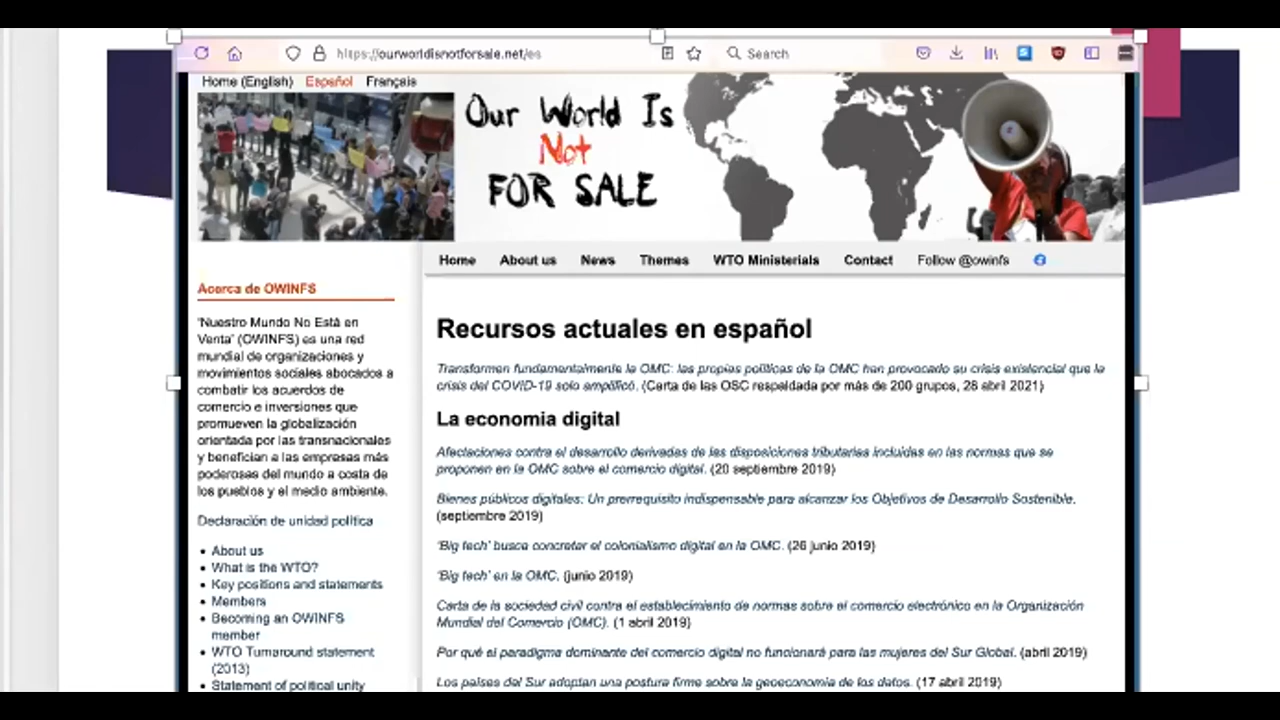 https://ourworldisnotforsale.net/es
Search
Home (English) Español Français
Our World Is
Not
FOR SALE
Home About us News Themes WTO Ministerials Contact Follow @owinfs
Acerca de OWINFS
"Nuestro Mundo No Está en
Venta" (OWINFS) es una red
mundial de organizaciones y
movimientos sociales abocados a
combatir los acuerdos de
comercio e inversiones que
promueven la globalización
orientada por las transnacionales
y benefician a las empresas más
poderosas del mundo a costa de
los pueblos y el medio ambiente.
Declaración de unidad política
• About us
• What is the WTO?
• Key positions and statements
• Members
• Becoming an OWINFS
member
• WTO Turnaround statement
(2013)
• Statement of political unity
Recursos actuales en español
Transformen fundamentalmente la OMC: las propias políticas de la OMC han provocado su crisis existencial que la
crisis del COVID-19 solo amplificó. (Carta de las OSC respaldada por más de 200 grupos, 28 abril 2021)
La economia digital
Afectaciones contra el desarrollo derivadas de las disposiciones tributarias incluidas en las normas que se
proponen en la OMC sobre el comercio digital. (20 septiembre 2019)
Bienes públicos digitales: Un prerrequisito indispensable para alcanzar los Objetivos de Desarrollo Sostenible.
(septiembre 2019)
'Big tech' busca concretar el colonialismo digital en la OMC. (26 junio 2019)
'Big tech' en la OMC. (junio 2019)
Carta de la sociedad civil contra el establecimiento de normas sobre el comercio electrónico en la Organización
Mundial del Comercio (OMC). (1 abril 2019)
Por qué el paradigma dominante del comercio digital no funcionará para las mujeres del Sur Global. (abril 2019)
Los países del Sur adoptan una postura firme sobre la geoeconomía de los datos. (17 abril 2019)